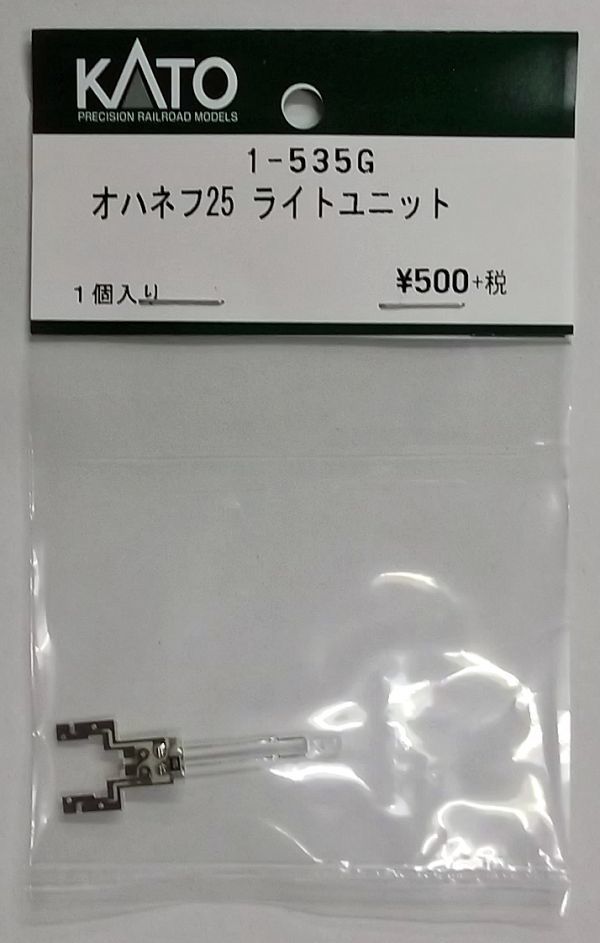 KATO
PRECISION RAILROAD MODELS
1-535G
オハネフ25 ライトユニット
1個入り
¥500+税